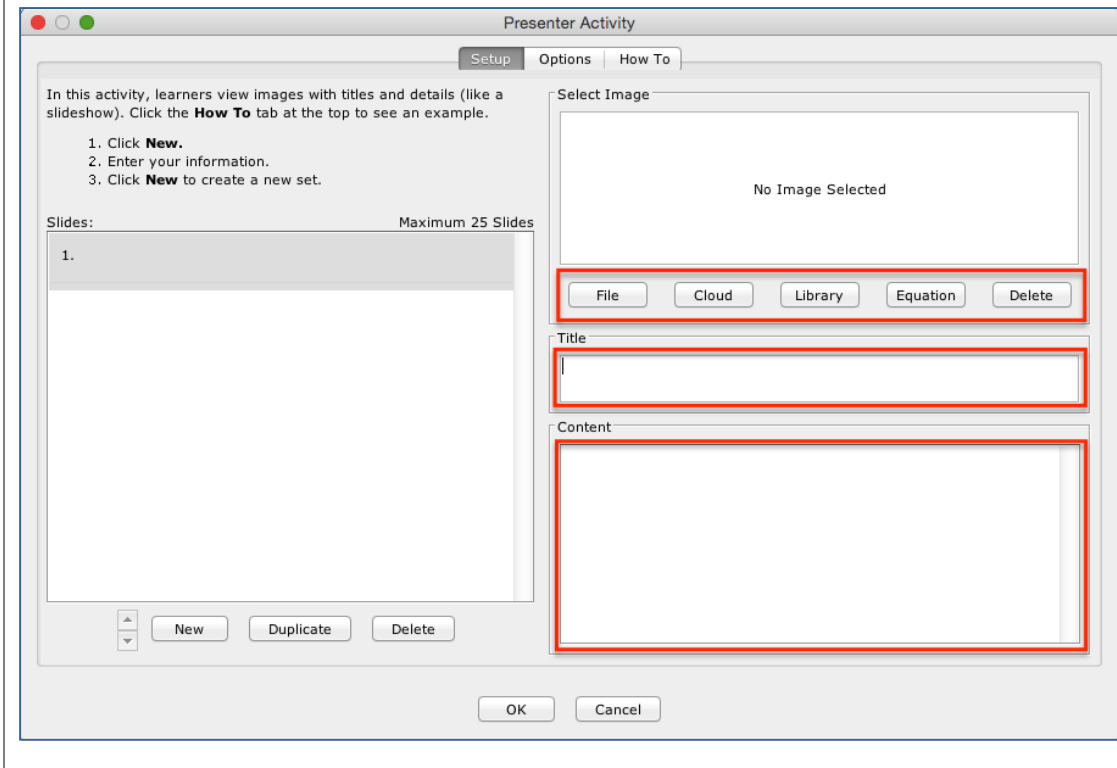 Presenter Activity
Setup Options How To
In this activity, learners view images with titles and details (like a
slideshow). Click the How To tab at the top to see an example.
1. Click New.
2. Enter your information.
3. Click New to create a new set.
Slides: Maximum 25 Slides
1.
New Duplicate Delete
Select Image
No Image Selected
File Cloud Library Equation Delete
Title
Content
OK Cancel